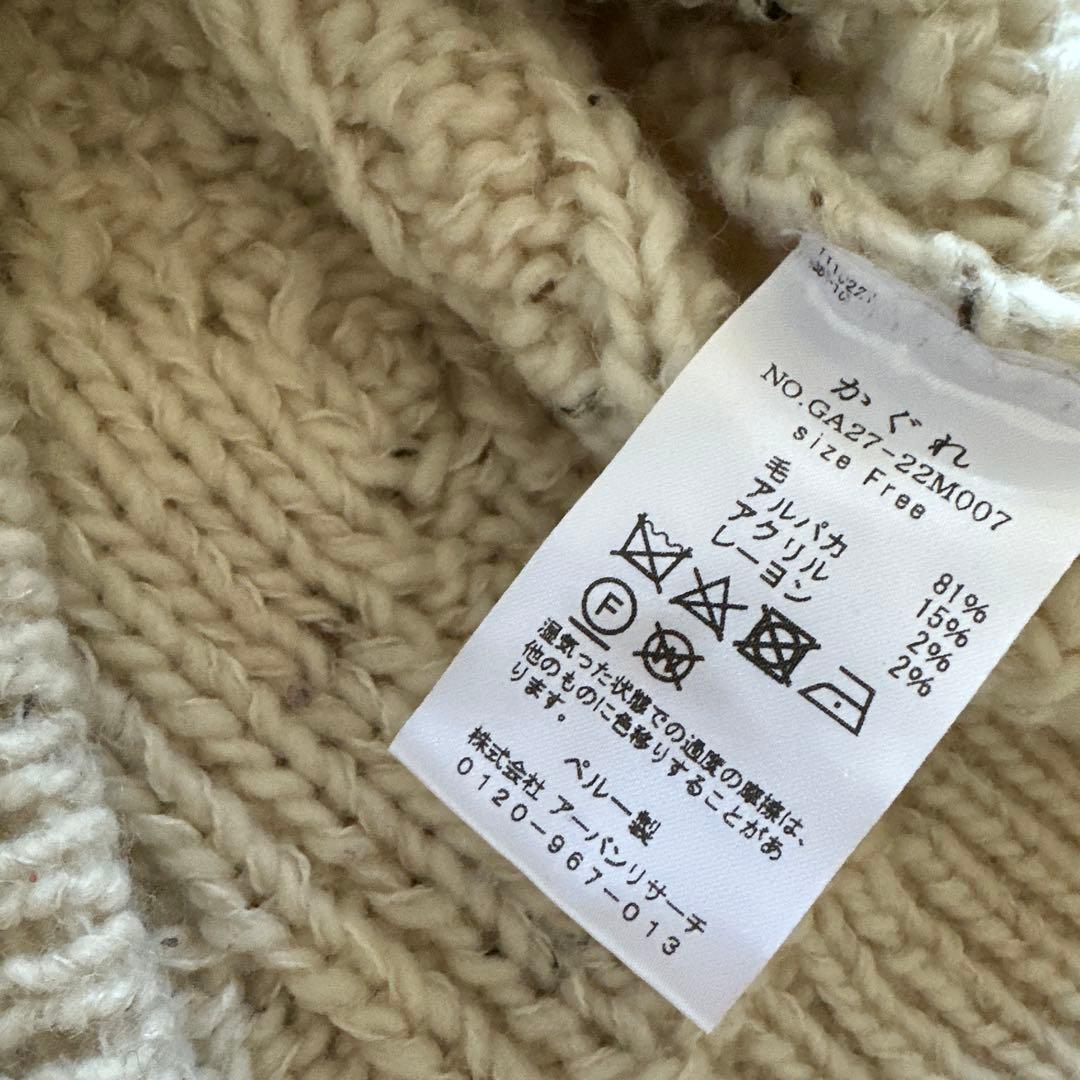 かぐれ
NO.GA27-22M007
size Free
毛 81%
アルパカ 15%
アクリル 2%
レーヨン 2%
F
W
湿気った状態での過度の摩擦は、
他のものに色移りすることがあ
ります。
ペルー製
株式会社 アーバンリサーチ
0120-967-013